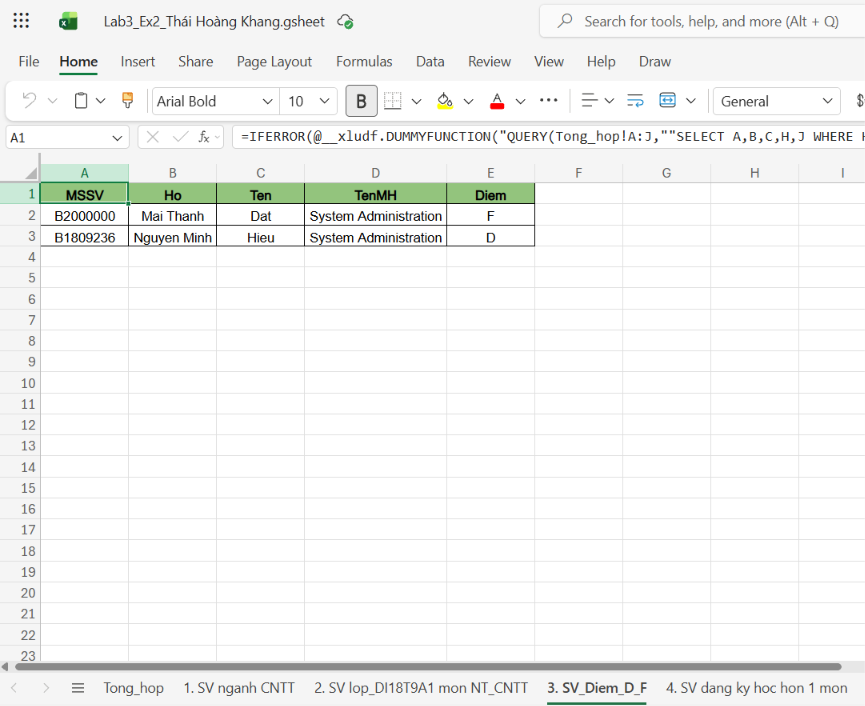 Lab3_Ex2_Thái Hoàng Khang.gsheet Search for tools, help, and more (Alt + Q)
File Home Insert Share Page Layout Formulas Data Review View Help Draw
Arial Bold 10 B A General $
A1 fx =IFERROR(@__xludf.DUMMYFUNCTION("QUERY(Tong_hop!A:J,""SELECT A,B,C,H,J WHERE
A B C D E F G H I
1 MSSV Ho Ten TenMH Diem
2 B2000000 Mai Thanh Dat System Administration F
3 B1809236 Nguyen Minh Hieu System Administration D
4
5
6
7
8
9
10
11
12
13
14
15
16
17
18
19
20
21
22
23
Tong_hop 1. SV nganh CNTT 2. SV lop_DI18T9A1 mon NT_CNTT 3. SV_Diem_D_F 4. SV dang ky hoc hon 1 mon